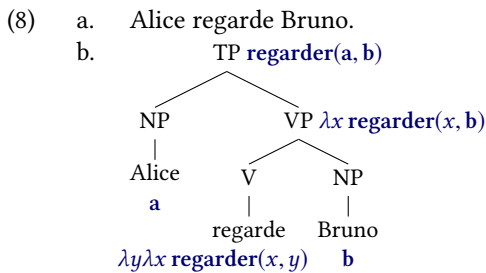 (8) a. Alice regarde Bruno.
b. TP regarder(a, b)
NP VP λx regarder(x, b)
Alice V NP
a
regarde Bruno
λyλx regarder(x, y) b